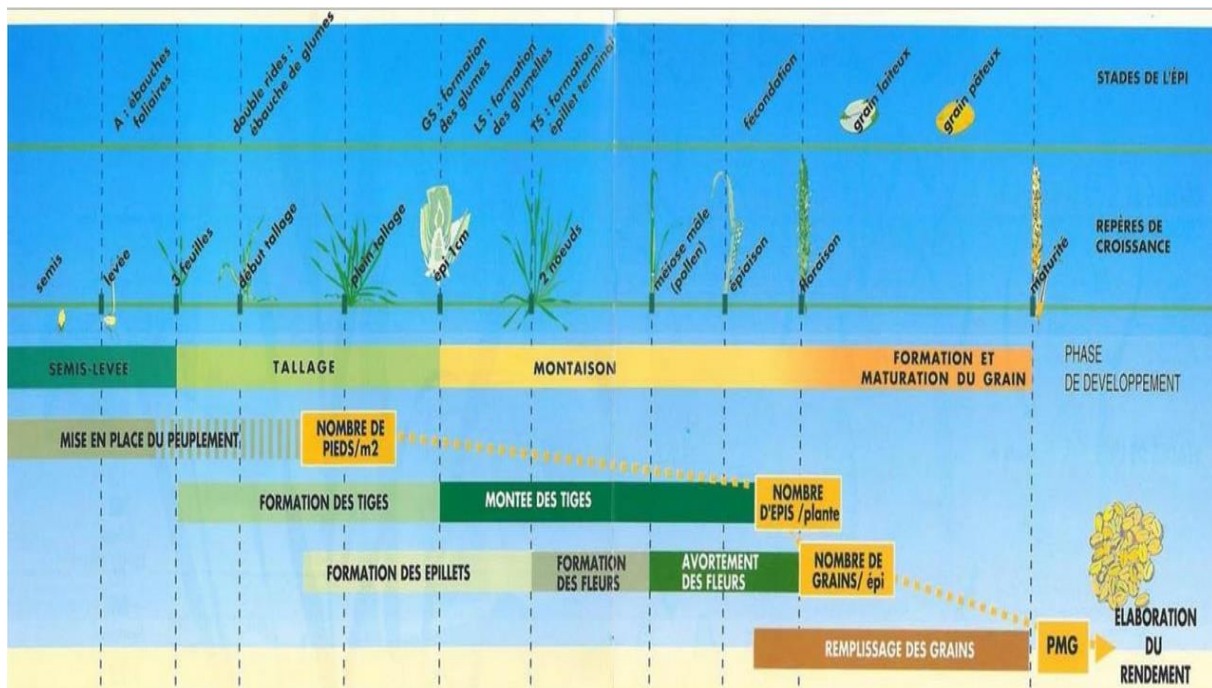 A : ébauches
foliaires
double rides :
ébauche de glumes
GS : formation
des glumes
LS : formation
des glumelles
TS : formation
épillet terminal
fécondation
grain laiteux
grain pâteux
STADES DE L'ÉPI
semis
levée
3 feuilles
début tallage
plein tallage
épi 1cm
2 noeuds
méiose mâle
(pollen)
épiaison
floraison
maturité
REPÈRES DE
CROISSANCE
SEMIS-LEVÉE
TALLAGE
MONTAISON
FORMATION ET
MATURATION DU GRAIN
PHASE
DE DEVELOPPEMENT
MISE EN PLACE DU PEUPLEMENT
NOMBRE DE
PIEDS/m2
FORMATION DES TIGES
MONTEE DES TIGES
NOMBRE
D'EPIS /plante
FORMATION DES EPILLETS
FORMATION
DES FLEURS
AVORTEMENT
DES FLEURS
NOMBRE DE
GRAINS/ épi
REMPLISSAGE DES GRAINS
PMG
ELABORATION
DU
RENDEMENT